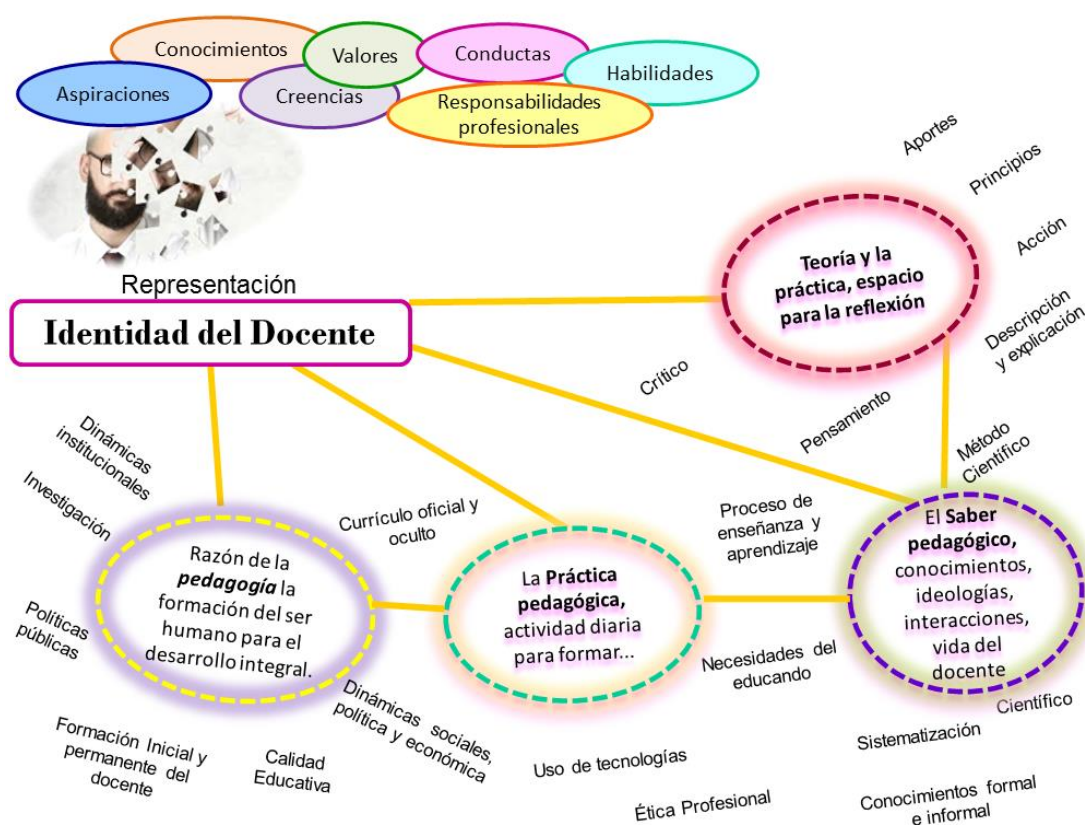 Conocimientos
Valores
Conductas
Habilidades
Aspiraciones
Creencias
Responsabilidades
profesionales
Representación
Identidad del Docente
Aportes
Principios
Acción
Descripción
y explicación
Teoría y la
práctica, espacio
para la reflexión
Crítico
Pensamiento
Método
Científico
Dinámicas
institucionales
Investigación
Políticas
públicas
Razón de la
pedagogía la
formación del ser
humano para el
desarrollo integral.
Currículo oficial y
oculto
Dinámicas sociales,
política y económica
Formación Inicial y
permanente del
docente
Calidad
Educativa
La Práctica
pedagógica,
actividad diaria
para formar...
Proceso de
enseñanza y
aprendizaje
Necesidades del
educando
Uso de tecnologías
Ética Profesional
El Saber
pedagógico,
conocimientos,
ideologías,
interacciones,
vida del
docente
Científico
Sistematización
Conocimientos formal
e informal